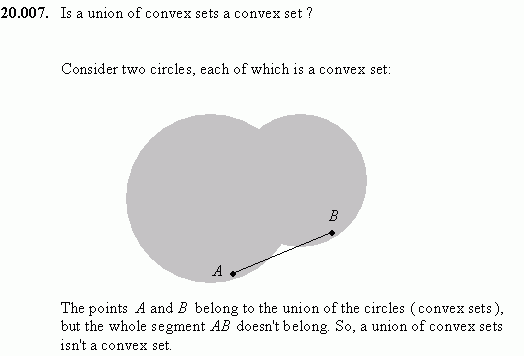 20.007. Is a union of convex sets a convex set ?
Consider two circles, each of which is a convex set:
B
A
The points A and B belong to the union of the circles ( convex sets ),
but the whole segment AB doesn't belong. So, a union of convex sets
isn't a convex set.